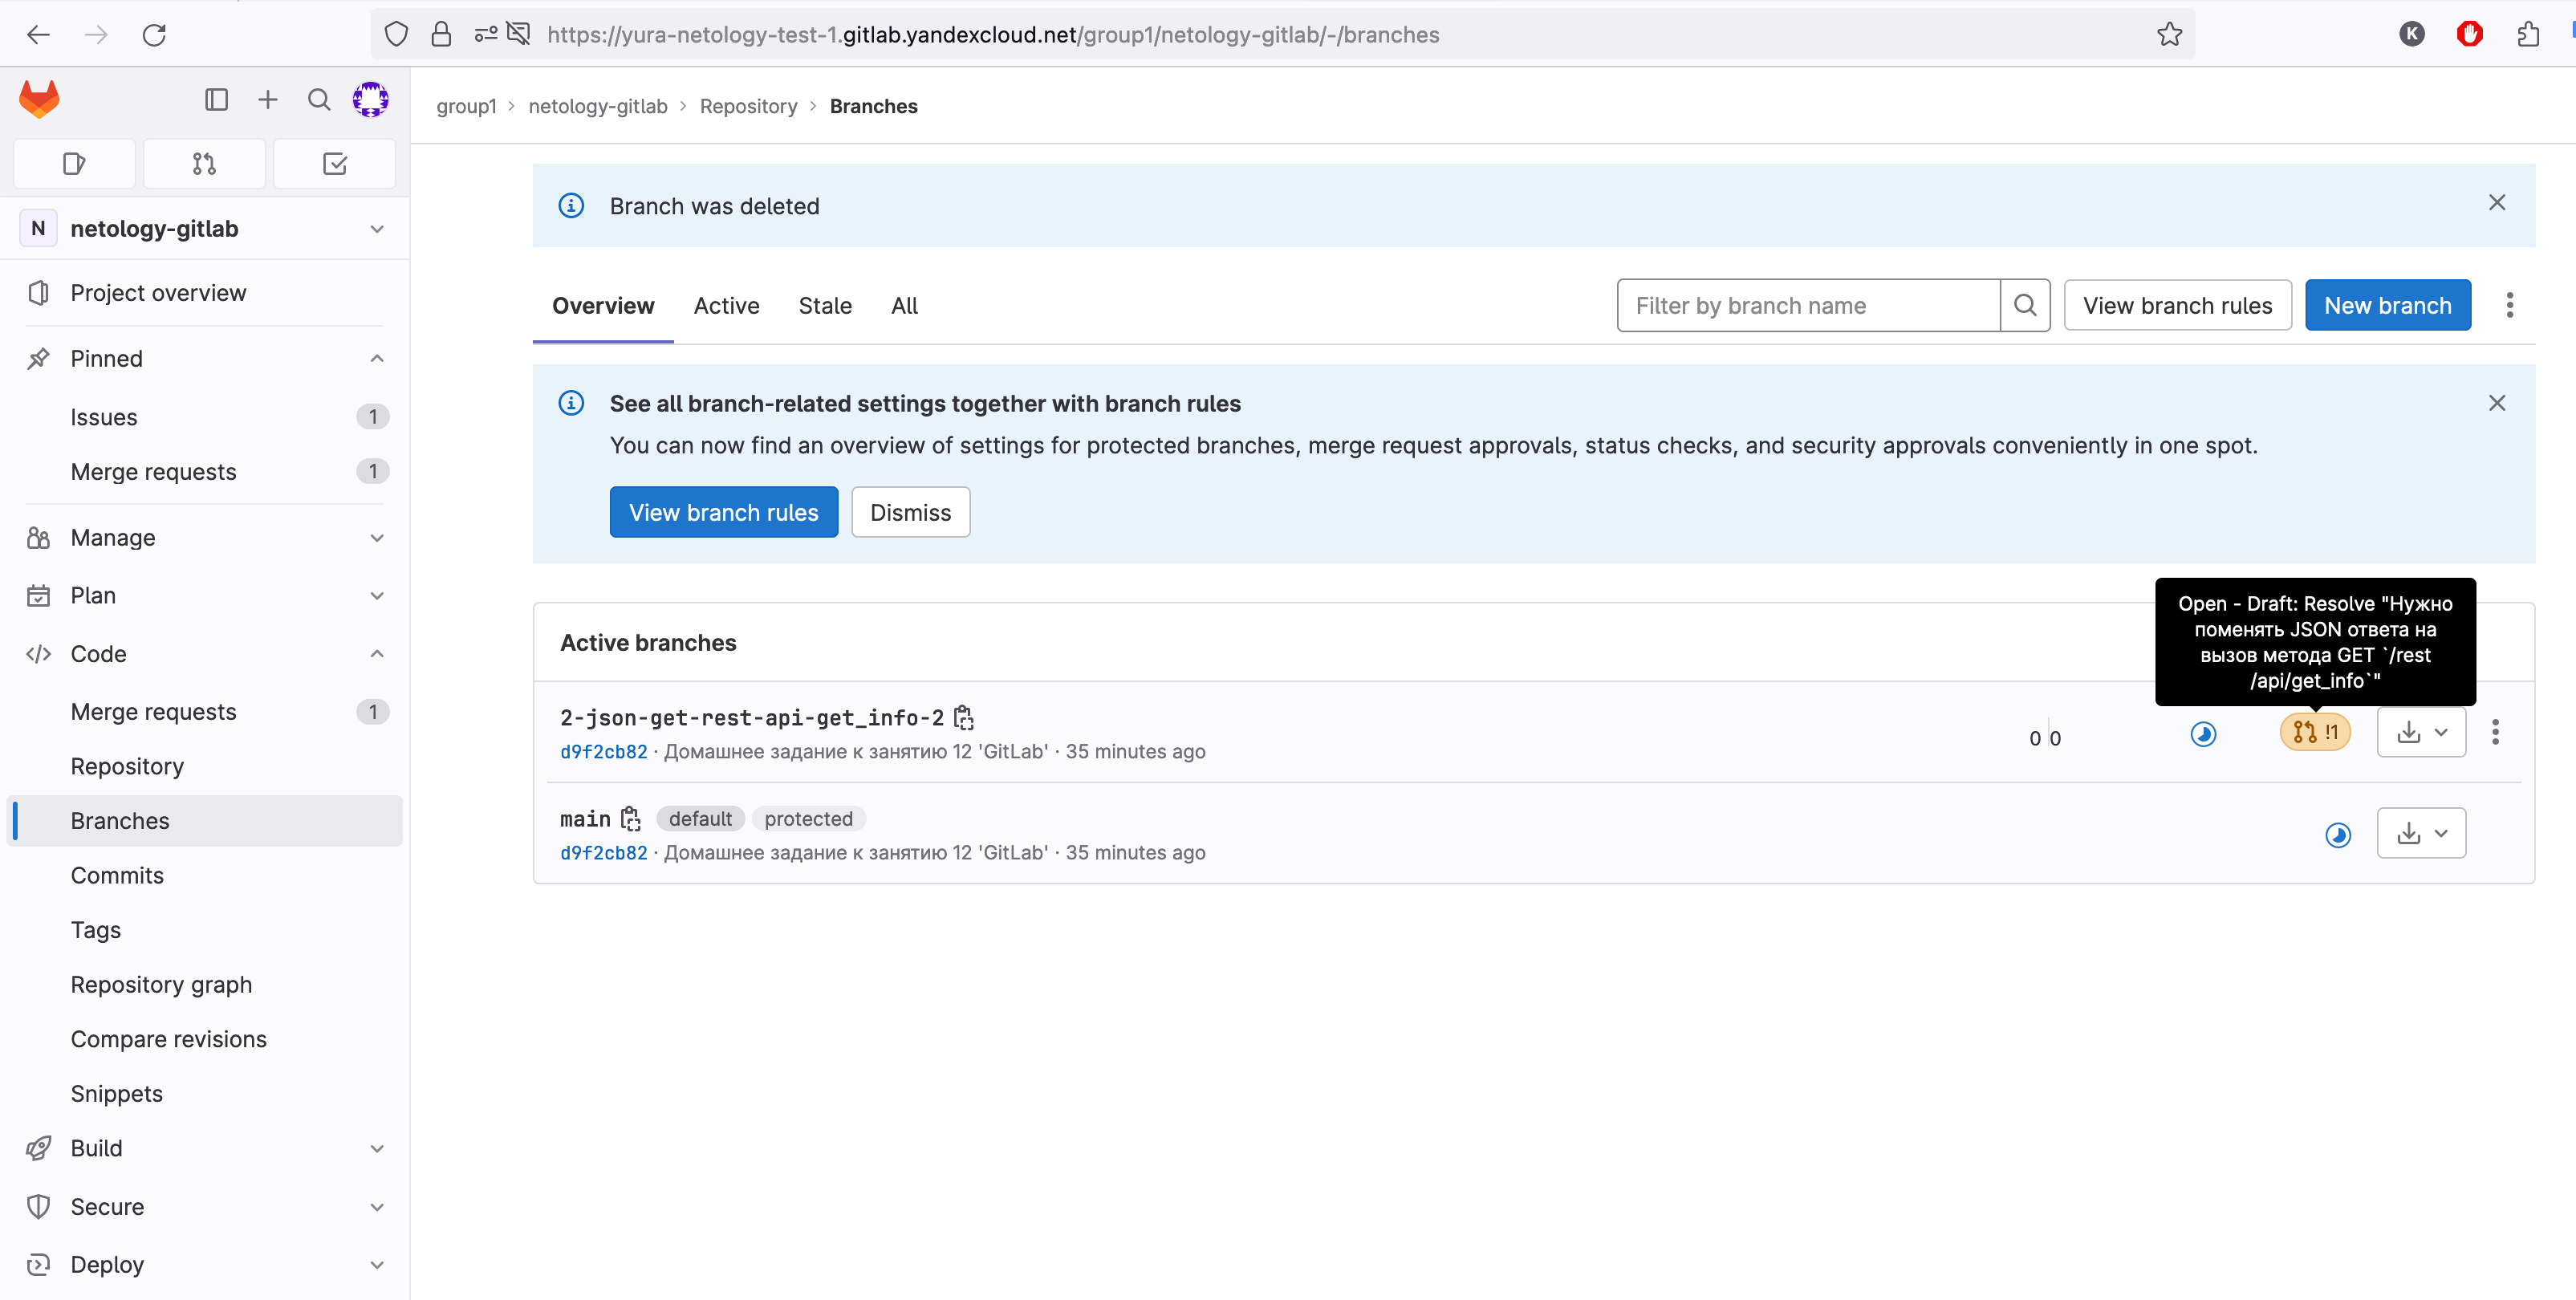 https://yura-netology-test-1.gitlab.yandexcloud.net/group1/netology-gitlab/-/branches
K
group1 › netology-gitlab › Repository › Branches
N netology-gitlab
Project overview
Pinned
Issues 1
Merge requests 1
Manage
Plan
Code
Merge requests 1
Repository
Branches
Commits
Tags
Repository graph
Compare revisions
Snippets
Build
Secure
Deploy
Branch was deleted
Overview Active Stale All
Filter by branch name
View branch rules
New branch
See all branch-related settings together with branch rules
You can now find an overview of settings for protected branches, merge request approvals, status checks, and security approvals conveniently in one spot.
View branch rules Dismiss
Open - Draft: Resolve "Нужно
поменять JSON ответа на
вызов метода GET `/rest
/api/get_info`"
Active branches
2-json-get-rest-api-get_info-2
d9f2cb82 · Домашнее задание к занятию 12 'GitLab' · 35 minutes ago
0 0
!1
main default protected
d9f2cb82 · Домашнее задание к занятию 12 'GitLab' · 35 minutes ago